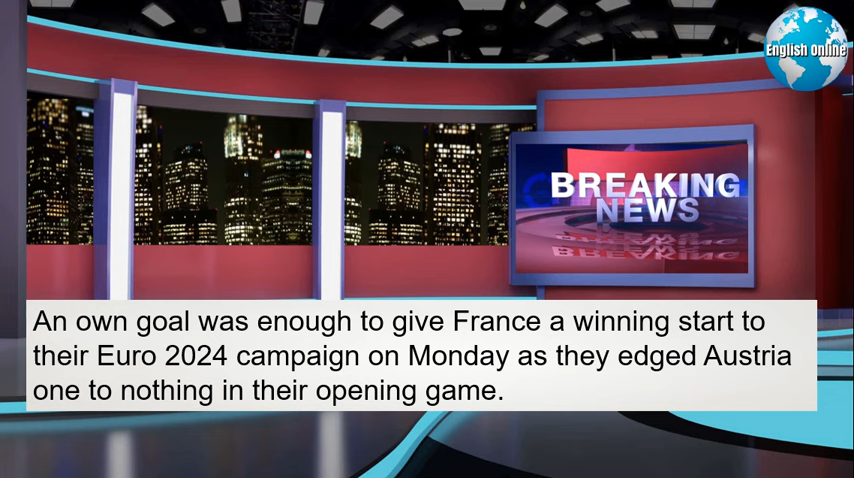 English Online
BREAKING
NEWS
An own goal was enough to give France a winning start to
their Euro 2024 campaign on Monday as they edged Austria
one to nothing in their opening game.